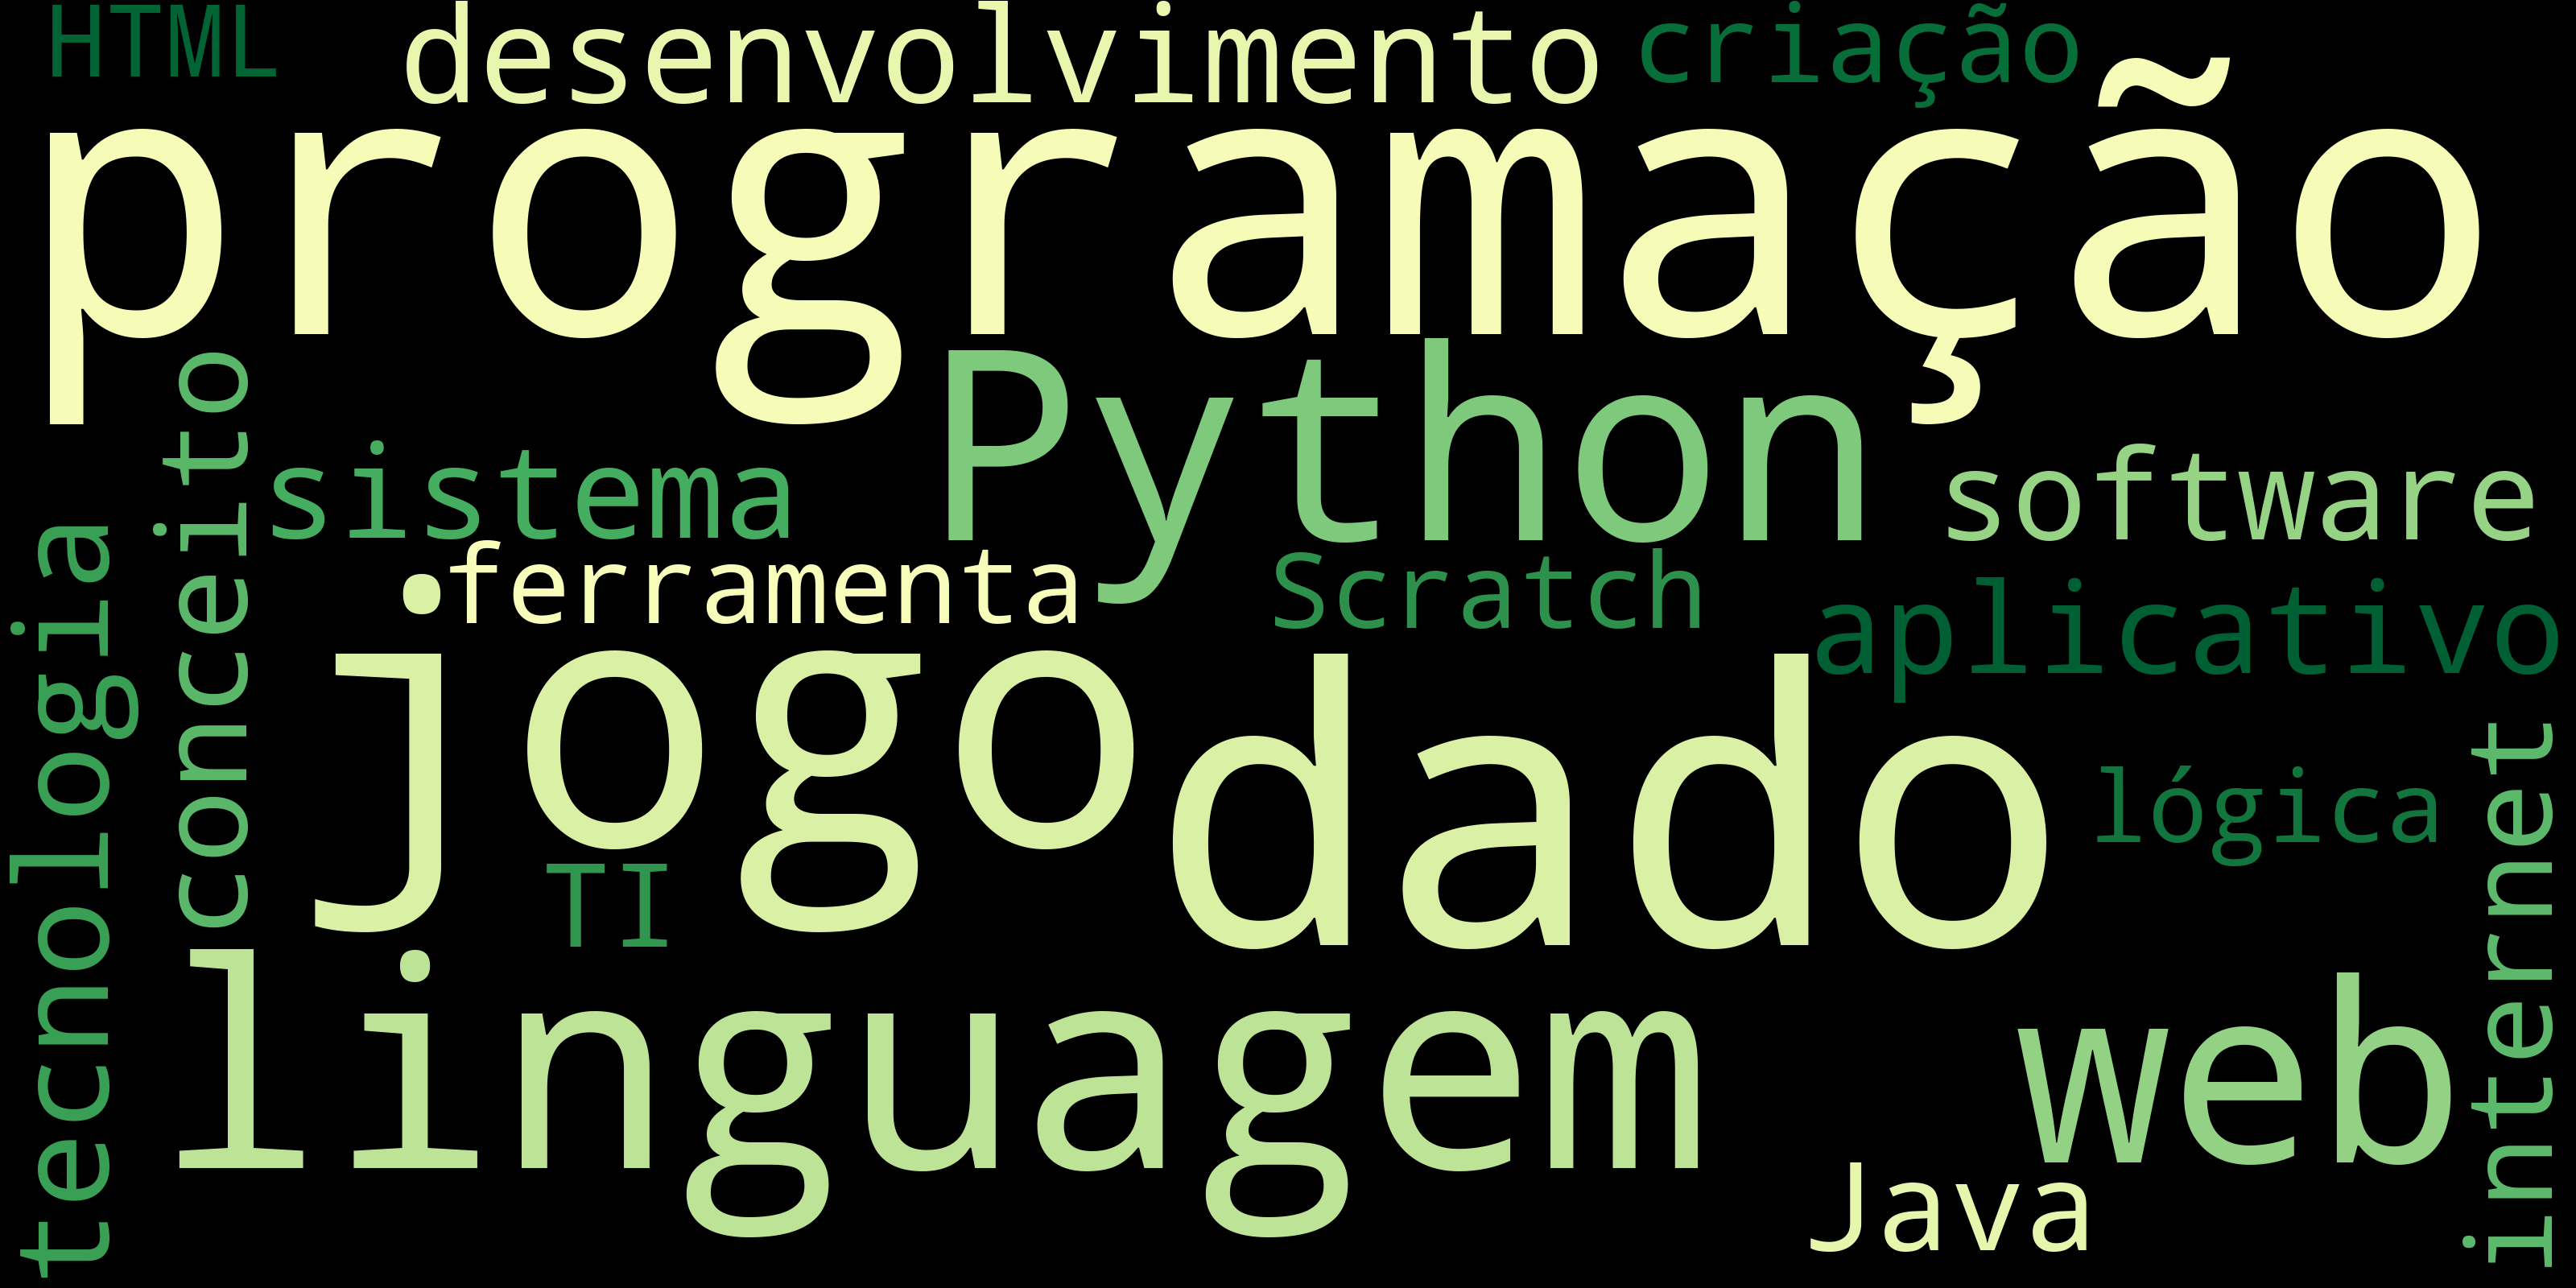 HTML desenvolvimento criação
programação
Python
sistema software
ferramenta Scratch aplicativo
conceito
tecnologia
jogo dado
lógica
internet
TI
linguagem web
Java